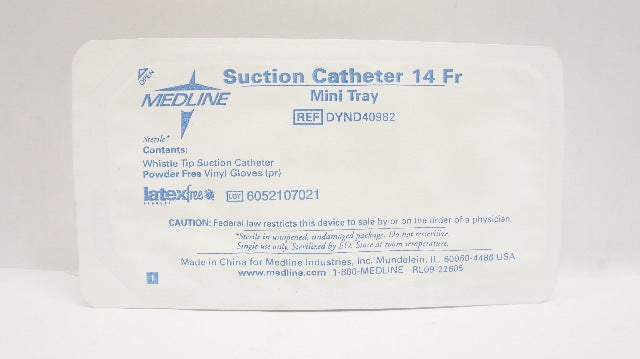 OPEN
MEDLINE
Suction Catheter 14 Fr
Mini Tray
REF DYND40982
Sterile*
Contents:
Whistle Tip Suction Catheter
Powder Free Vinyl Gloves (pr)
latexfree
LOT 6052107021
CAUTION: Federal law restricts this device to sale by or on the order of a physician.
*Sterile in unopened, undamaged package. Do not resterilize.
Single use only. Sterilized by EO. Store at room temperature.
Made in China for Medline Industries, Inc. Mundelein, IL 60060-4486 USA
www.medline.com 1-800-MEDLINE RL09 22605
1